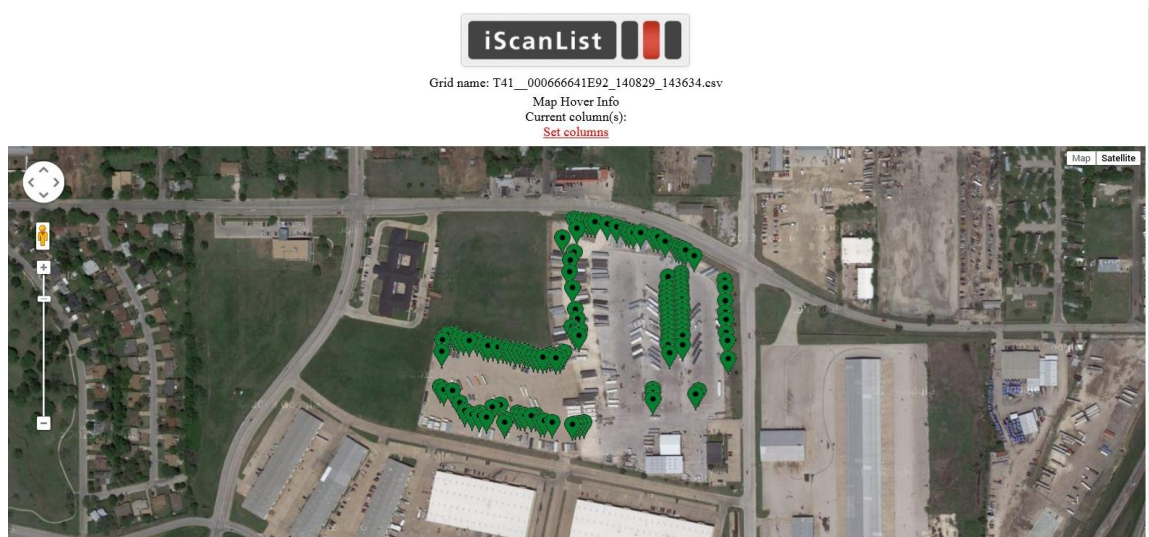 iScanList
Grid name: T41__000666641E92_140829_143634.csv
Map Hover Info
Current column(s):
Set columns
Map Satellite